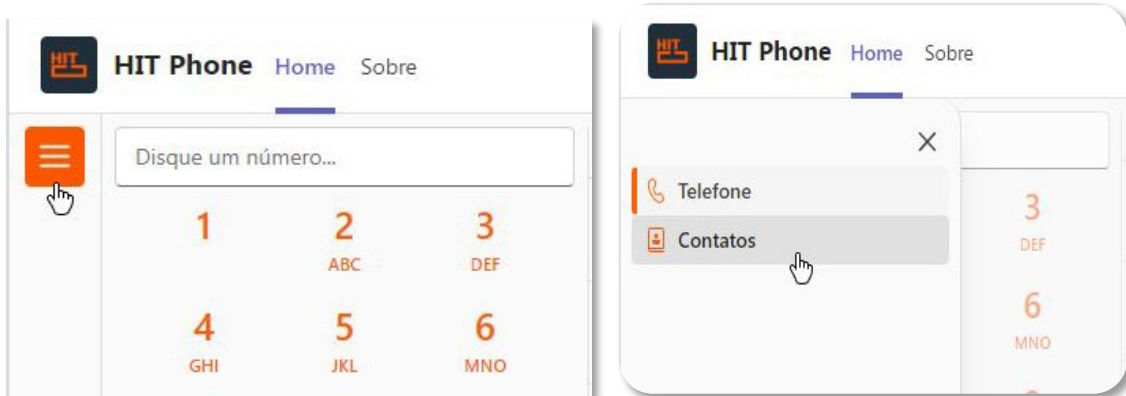 HIT
HIT Phone Home Sobre
Disque um número...
1 2 3
ABC DEF
4 5 6
GHI JKL MNO
HIT
HIT Phone Home Sobre
Telefone
Contatos
3
DEF
6
MNO